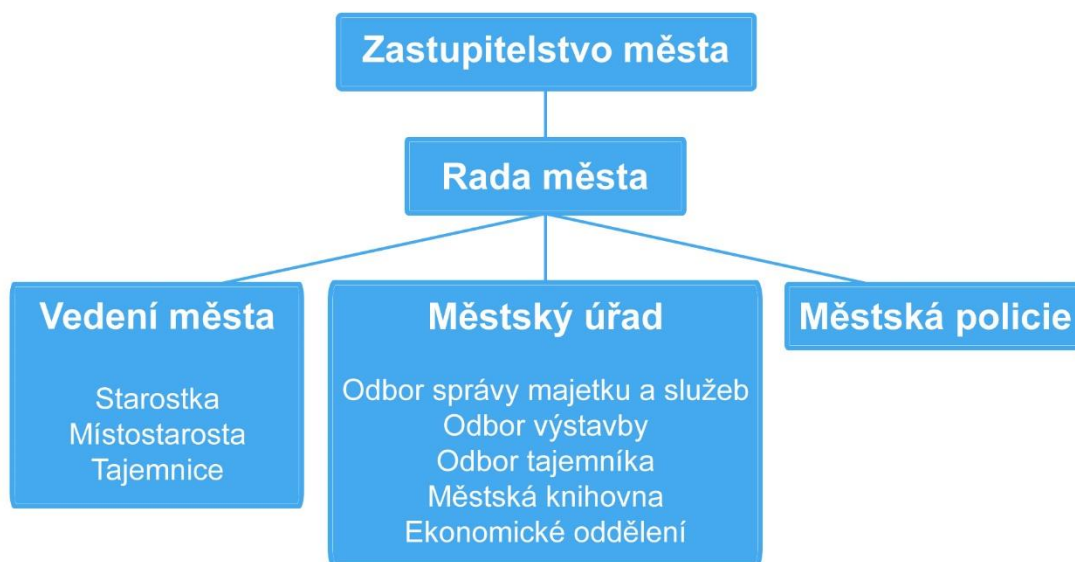 Zastupitelstvo města
Rada města
Vedení města
Starostka
Místostarosta
Tajemnice
Městský úřad
Odbor správy majetku a služeb
Odbor výstavby
Odbor tajemníka
Městská knihovna
Ekonomické oddělení
Městská policie